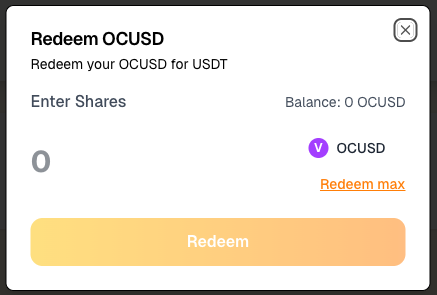 Redeem OCUSD
Redeem your OCUSD for USDT
Enter Shares
Balance: 0 OCUSD
0
V OCUSD
Redeem max
Redeem